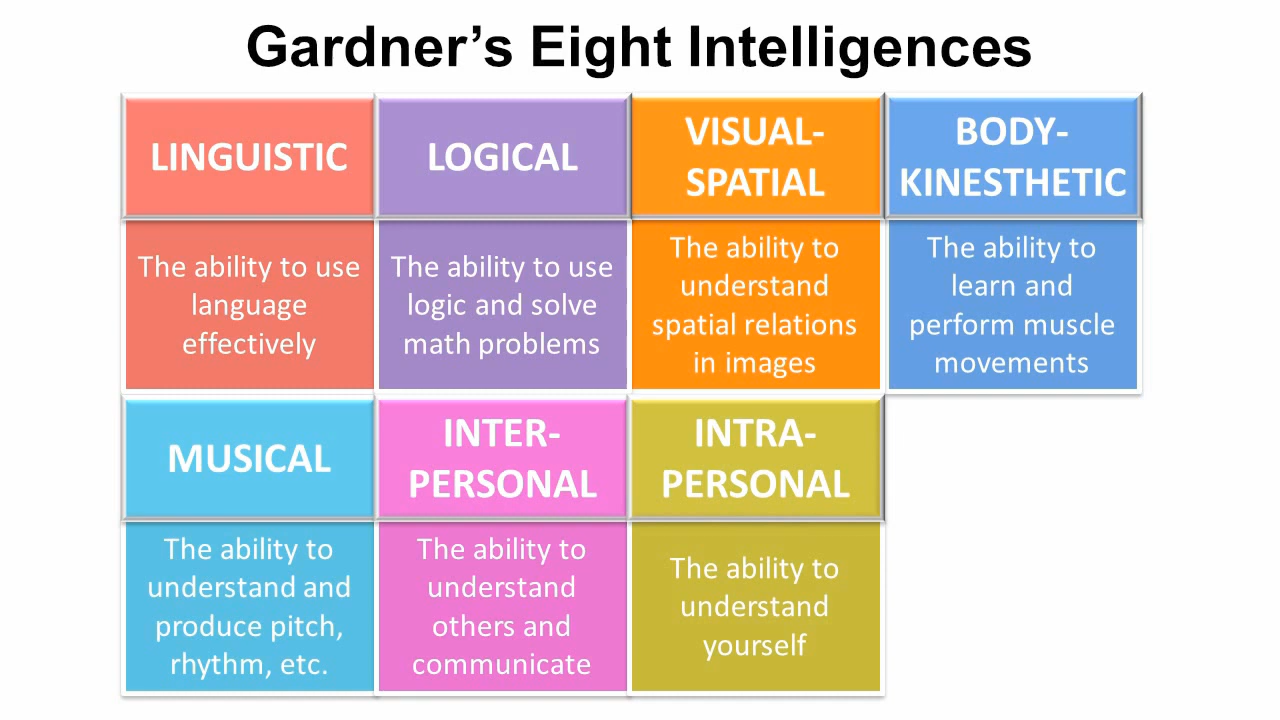 Gardner’s Eight Intelligences
LINGUISTIC
LOGICAL
VISUAL-
SPATIAL
BODY-
KINESTHETIC
The ability to use
language
effectively
The ability to use
logic and solve
math problems
The ability to
understand
spatial relations
in images
The ability to
learn and
perform muscle
movements
MUSICAL
INTER-
PERSONAL
INTRA-
PERSONAL
The ability to
understand and
produce pitch,
rhythm, etc.
The ability to
understand
others and
communicate
The ability to
understand
yourself